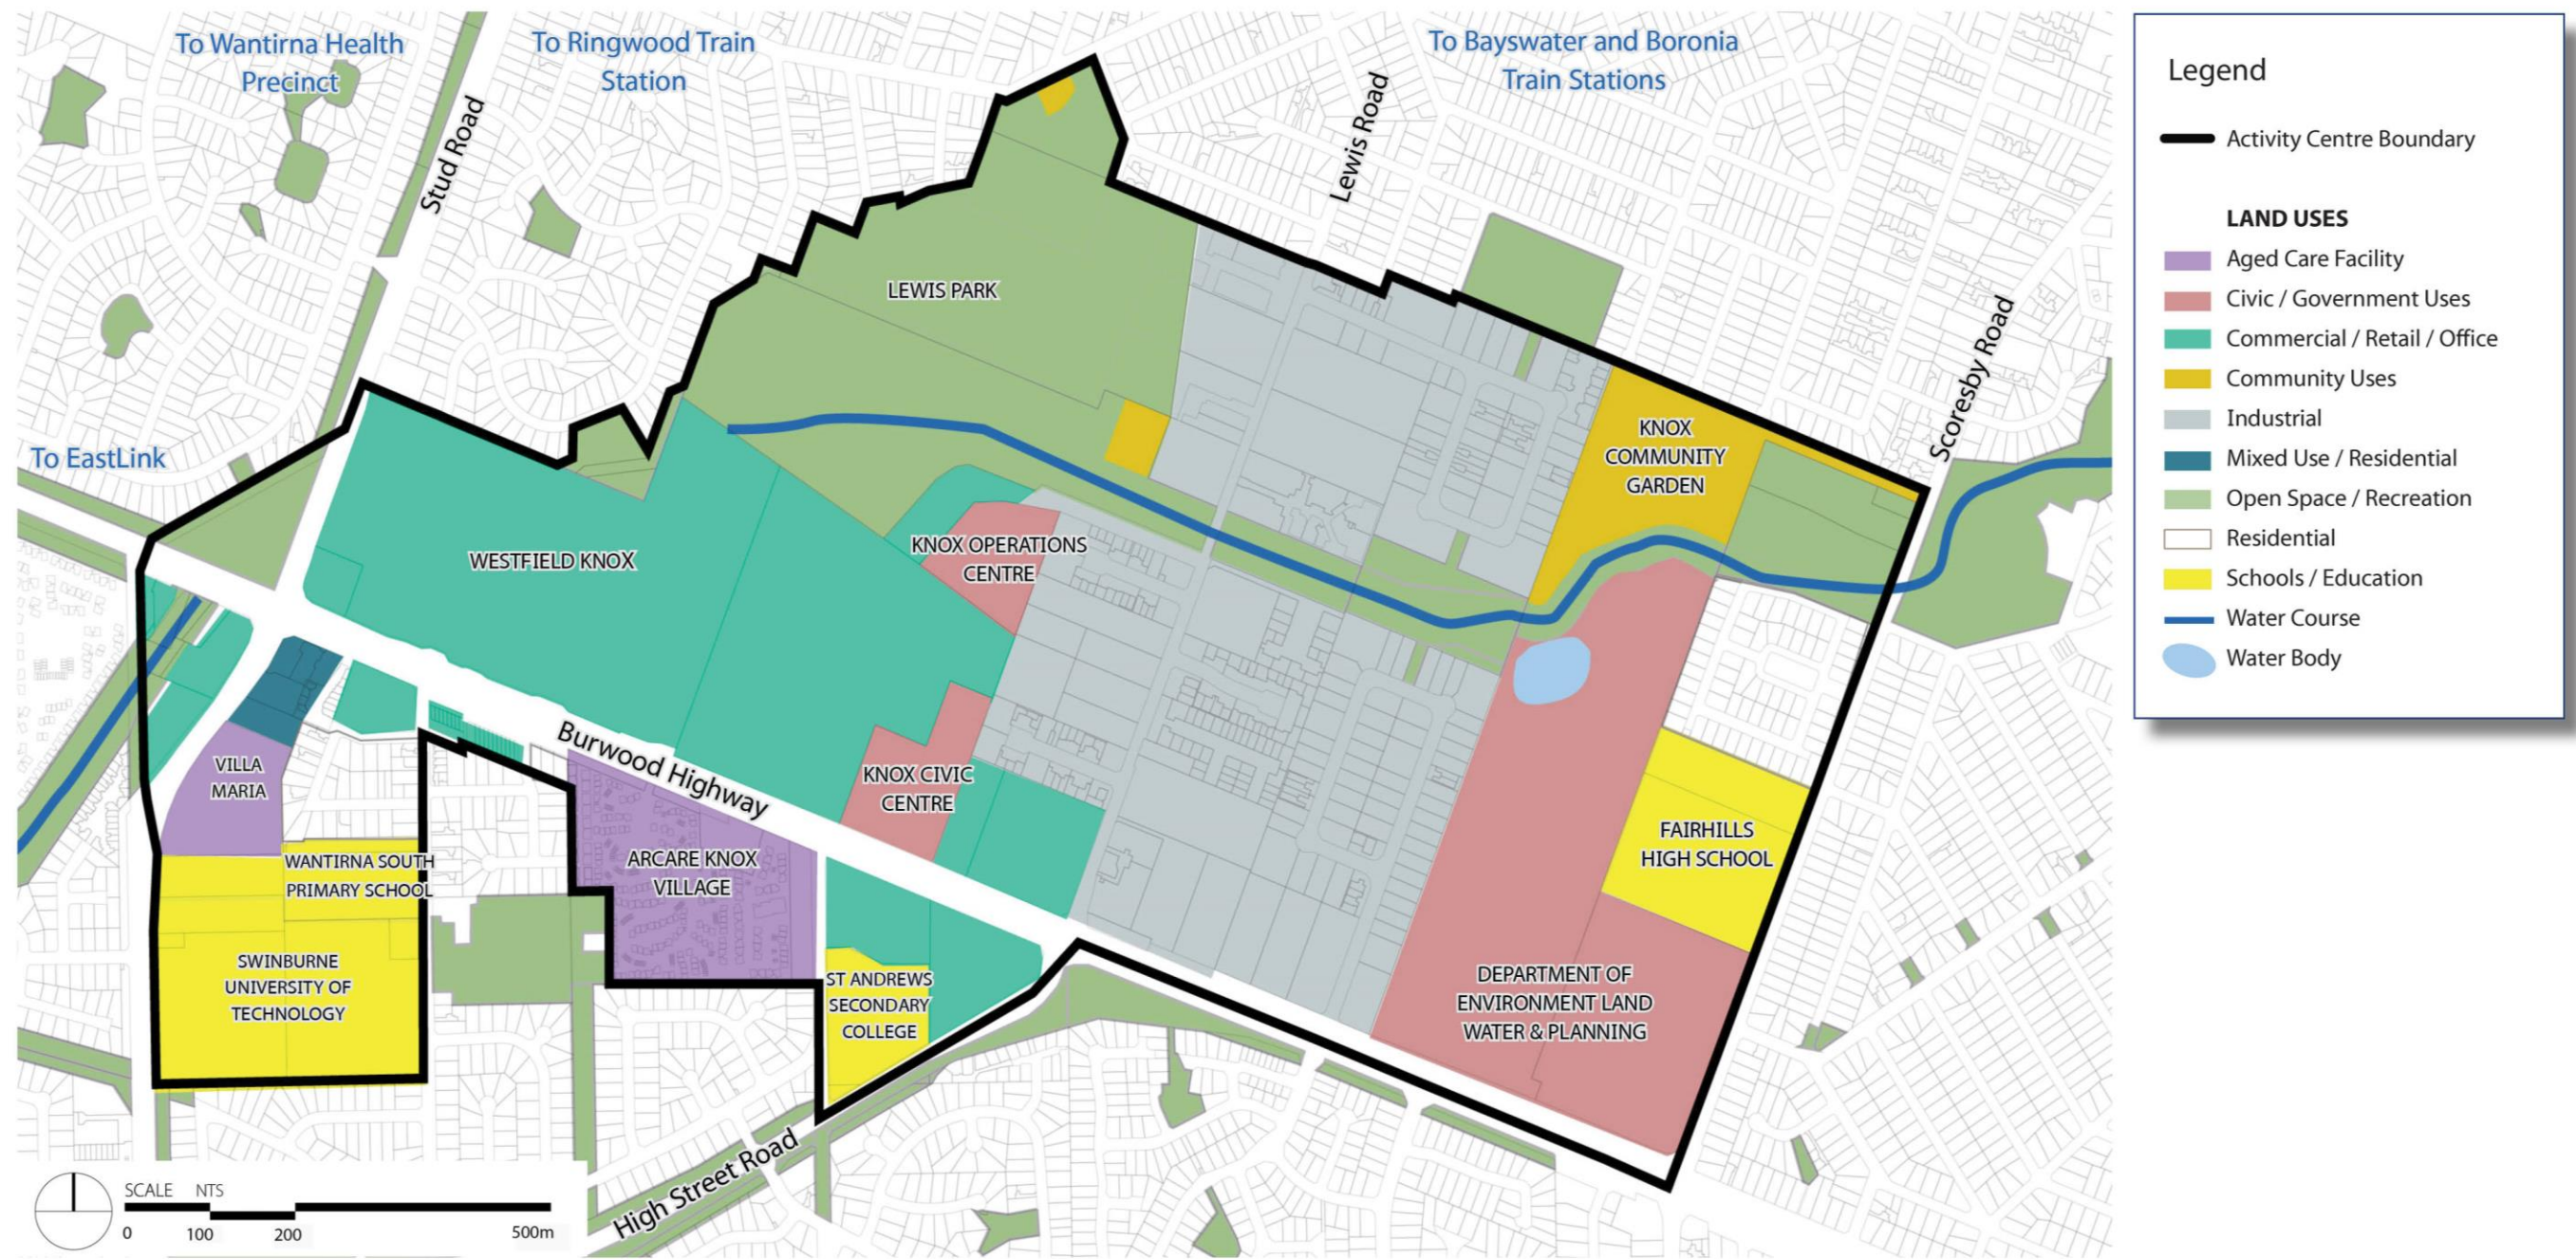 To Wantirna Health
Precinct
To Ringwood Train
Station
To Bayswater and Boronia
Train Stations
Stud Road
Lewis Road
Scoresby Road
To EastLink
LEWIS PARK
KNOX
COMMUNITY
GARDEN
WESTFIELD KNOX
KNOX OPERATIONS
CENTRE
Burwood Highway
VILLA
MARIA
KNOX CIVIC
CENTRE
FAIRHILLS
HIGH SCHOOL
WANTIRNA SOUTH
PRIMARY SCHOOL
ARCARE KNOX
VILLAGE
SWINBURNE
UNIVERSITY OF
TECHNOLOGY
ST ANDREWS
SECONDARY
COLLEGE
DEPARTMENT OF
ENVIRONMENT LAND
WATER & PLANNING
High Street Road
SCALE NTS
0 100 200 500m
Legend
Activity Centre Boundary
LAND USES
Aged Care Facility
Civic / Government Uses
Commercial / Retail / Office
Community Uses
Industrial
Mixed Use / Residential
Open Space / Recreation
Residential
Schools / Education
Water Course
Water Body